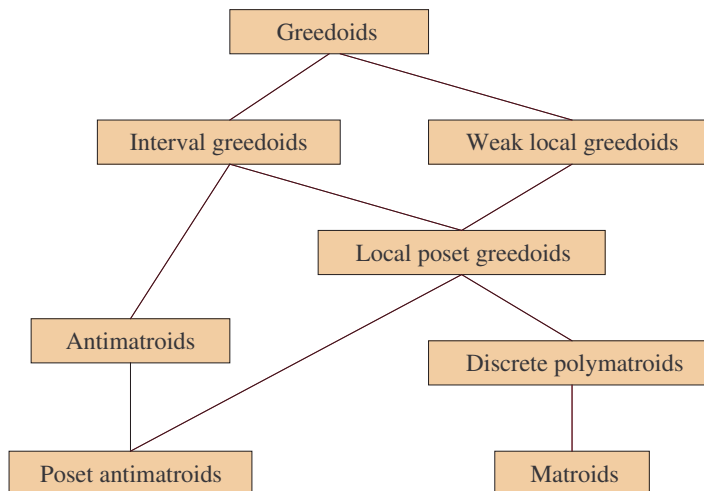 Greedoids
Interval greedoids
Weak local greedoids
Local poset greedoids
Antimatroids
Discrete polymatroids
Poset antimatroids
Matroids